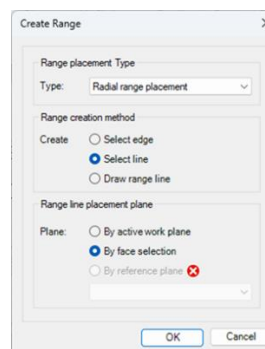 Create Range
Range placement Type
Type: Radial range placement
Range creation method
Create Select edge
Select line
Draw range line
Range line placement plane
Plane: By active work plane
By face selection
By reference plane
OK Cancel